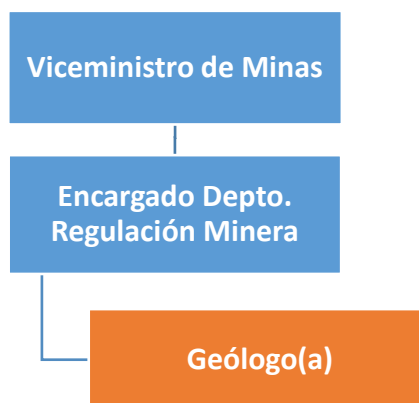 Viceministro de Minas
Encargado Depto.
Regulación Minera
Geólogo(a)